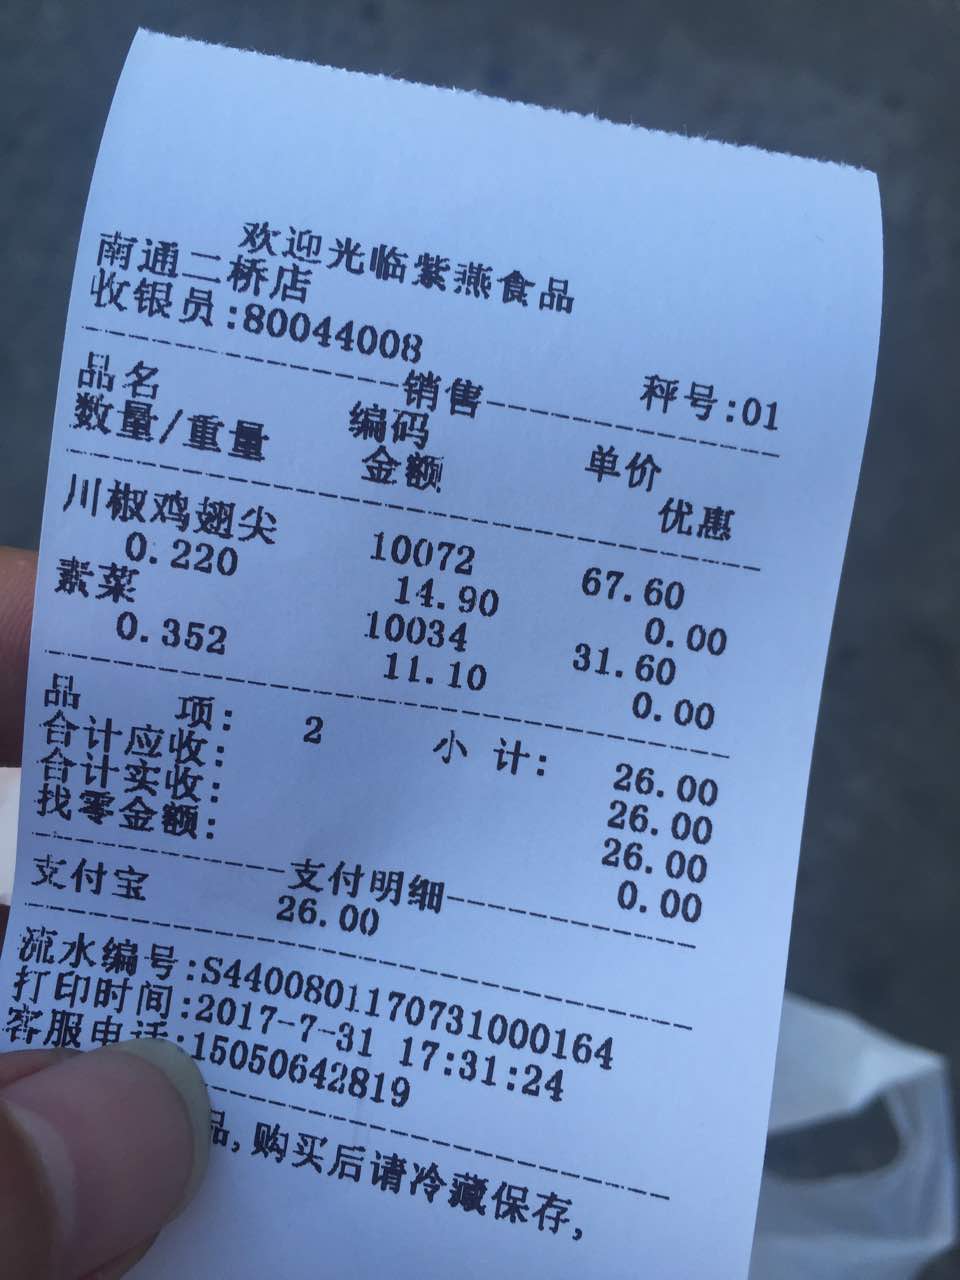 欢迎光临紫燕食品
南通二桥店
收银员:80044008 秤号:01
销售
品名 编码 单价
数量/重量 金额 优惠
川椒鸡翅尖 10072 67.60
0.220 14.90 0.00
素菜 10034 31.60
0.352 11.10 0.00
品 项: 2 小 计: 26.00
合计应收: 26.00
合计实收: 26.00
找零金额: 0.00
支付明细
支付宝 26.00
流水编号:S4400801170731000164
打印时间:2017-7-31 17:31:24
客服电话:15050642819
品,购买后请冷藏保存,